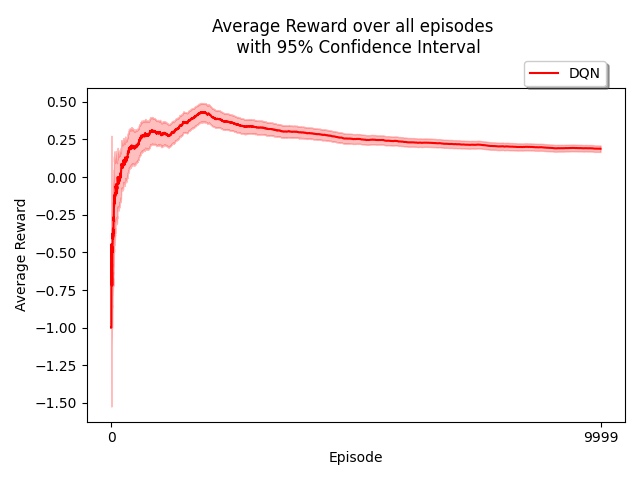 Average Reward over all episodes
with 95% Confidence Interval
DQN
0.50
0.25
0.00
−0.25
−0.50
−0.75
−1.00
−1.25
−1.50
Average Reward
0
9999
Episode